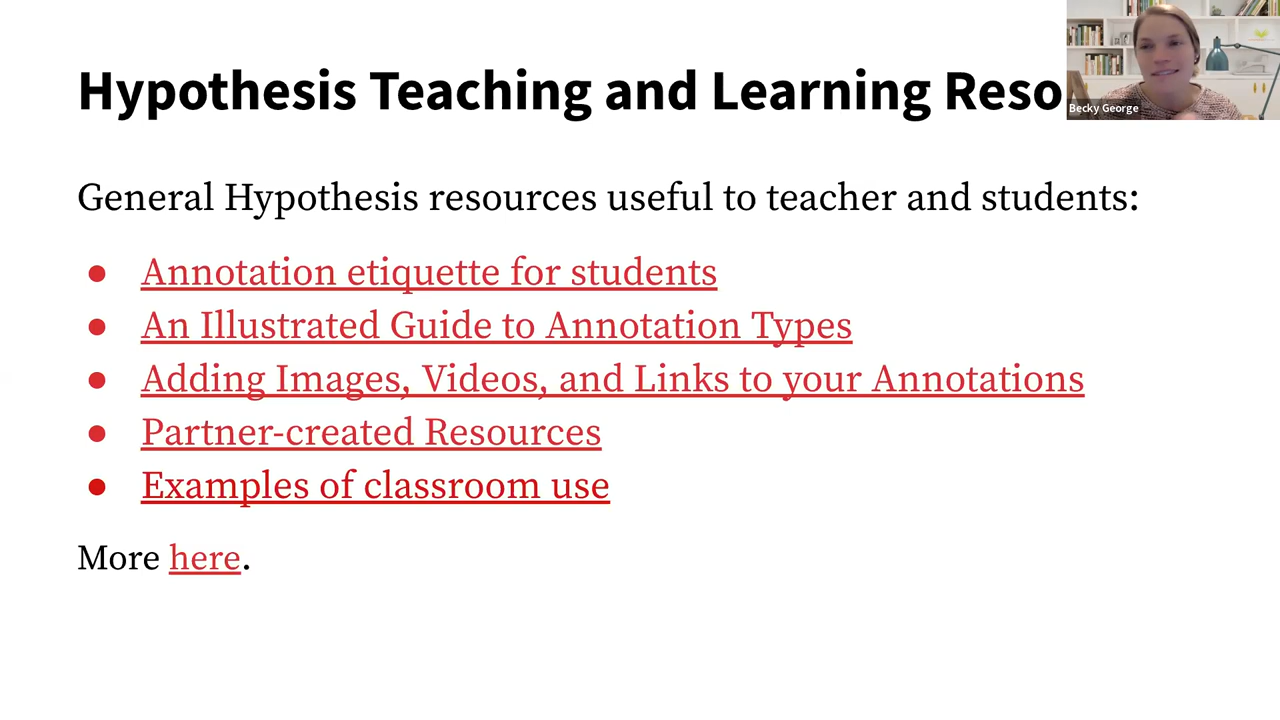 Hypothesis Teaching and Learning Reso
Becky George
General Hypothesis resources useful to teacher and students:
● Annotation etiquette for students
● An Illustrated Guide to Annotation Types
● Adding Images, Videos, and Links to your Annotations
● Partner-created Resources
● Examples of classroom use
More here.